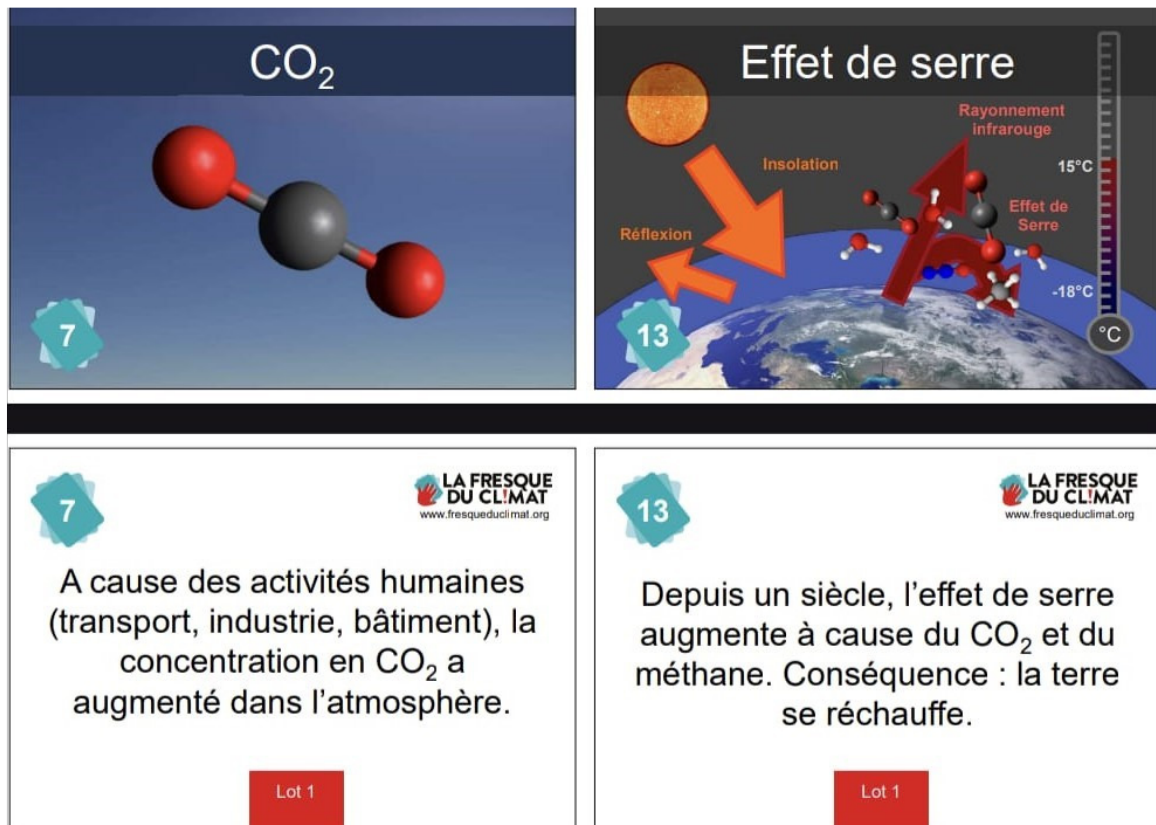 CO₂
7
Effet de serre
Rayonnement
infrarouge
15°C
Insolation
Effet de
Serre
Réflexion
-18°C
13
°C
7
LA FRESQUE
DU CL!MAT
www.fresqueduclimat.org
A cause des activités humaines
(transport, industrie, bâtiment), la
concentration en CO₂ a
augmenté dans l’atmosphère.
Lot 1
13
LA FRESQUE
DU CL!MAT
www.fresqueduclimat.org
Depuis un siècle, l’effet de serre
augmente à cause du CO₂ et du
méthane. Conséquence : la terre
se réchauffe.
Lot 1